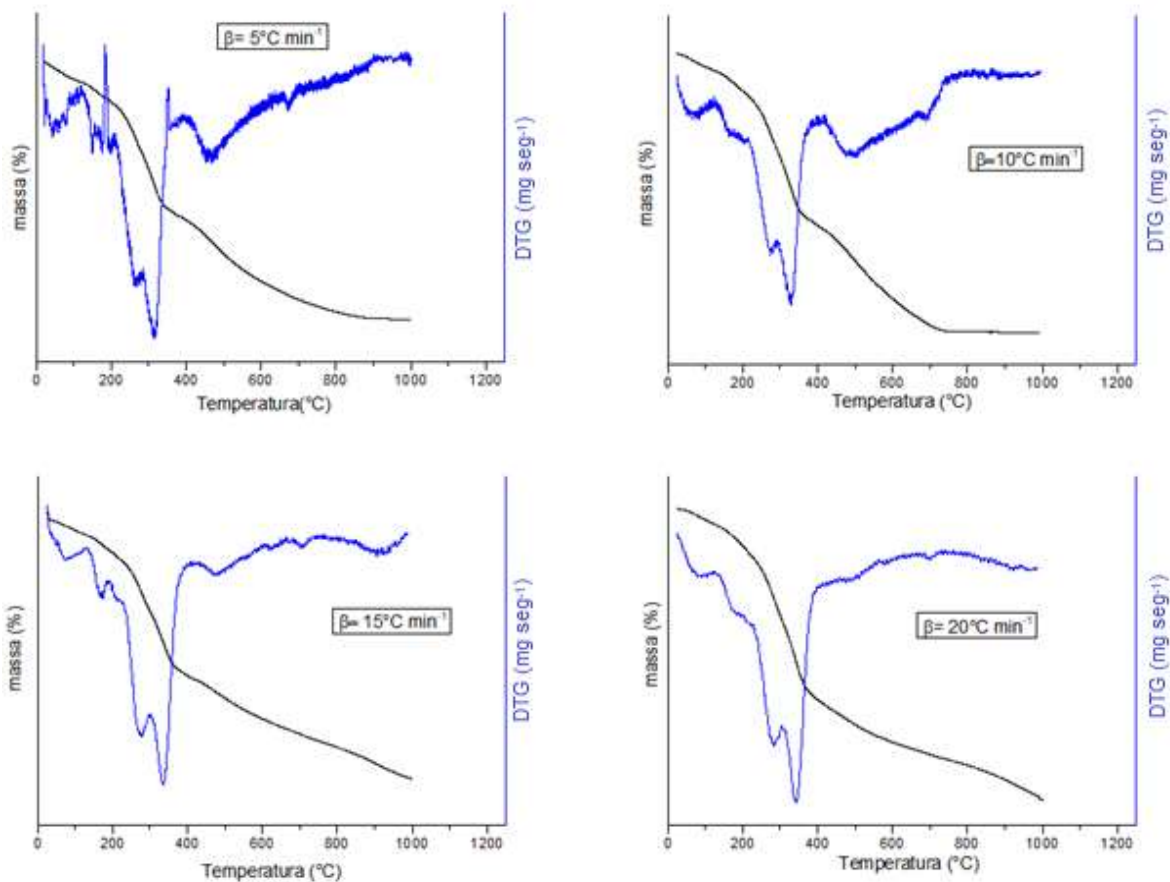 β= 5°C min-1
massa (%)
DTG (mg seg-1)
0 200 400 600 800 1000 1200
Temperatura(°C)
β=10°C min-1
massa (%)
DTG (mg seg-1)
0 200 400 600 800 1000 1200
Temperatura (°C)
β= 15°C min-1
massa (%)
DTG (mg seg-1)
0 200 400 600 800 1000 1200
Temperatura (°C)
β= 20°C min-1
massa (%)
DTG (mg seg-1)
0 200 400 600 800 1000 1200
Temperatura (°C)